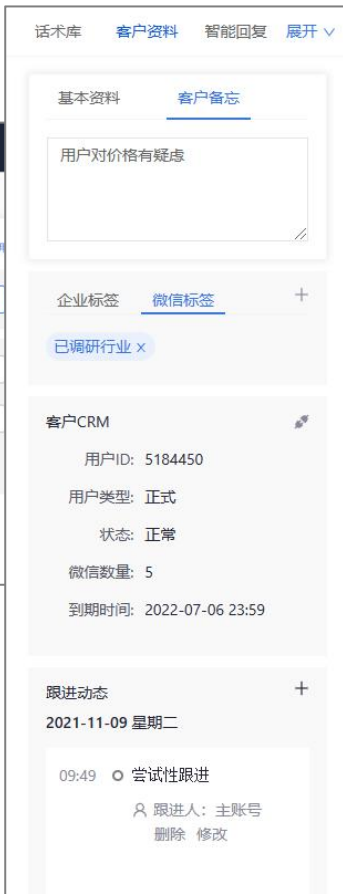 话术库 客户资料 智能回复 展开
基本资料 客户备忘
用户对价格有疑虑
企业标签 微信标签 +
已调研行业 x
客户CRM
用户ID: 5184450
用户类型: 正式
状态: 正常
微信数量: 5
到期时间: 2022-07-06 23:59
跟进动态 +
2021-11-09 星期二
09:49 尝试性跟进
跟进人：主账号
删除 修改